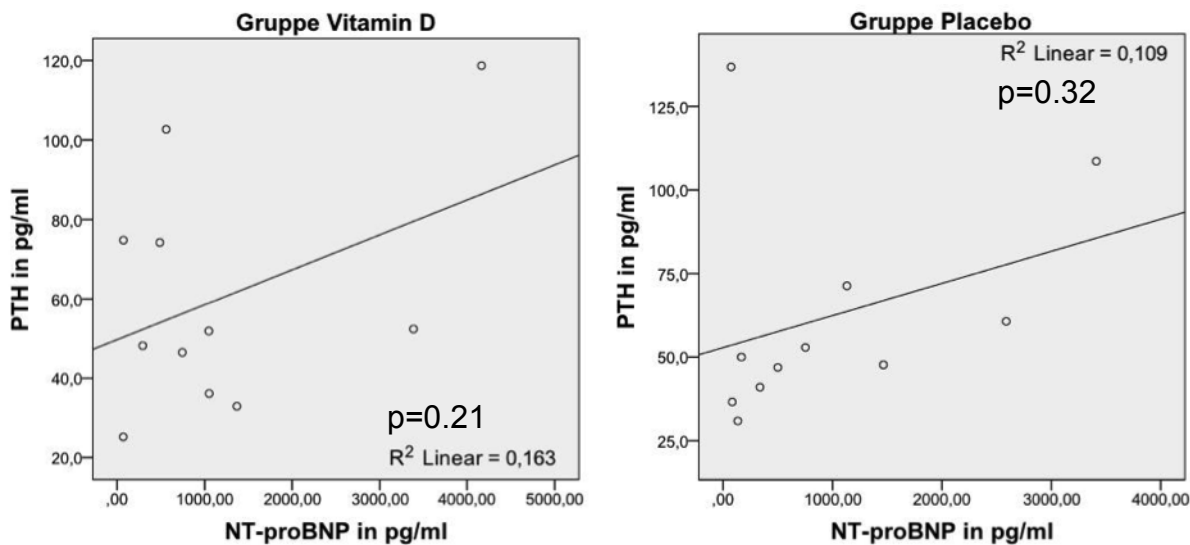 Gruppe Vitamin D
120,0
100,0
80,0
60,0
40,0
20,0
PTH in pg/ml
p=0.21
R² Linear = 0,163
,00 1000,00 2000,00 3000,00 4000,00 5000,00
NT-proBNP in pg/ml
Gruppe Placebo
R² Linear = 0,109
p=0.32
125,0
100,0
75,0
50,0
25,0
PTH in pg/ml
,00 1000,00 2000,00 3000,00 4000,00
NT-proBNP in pg/ml